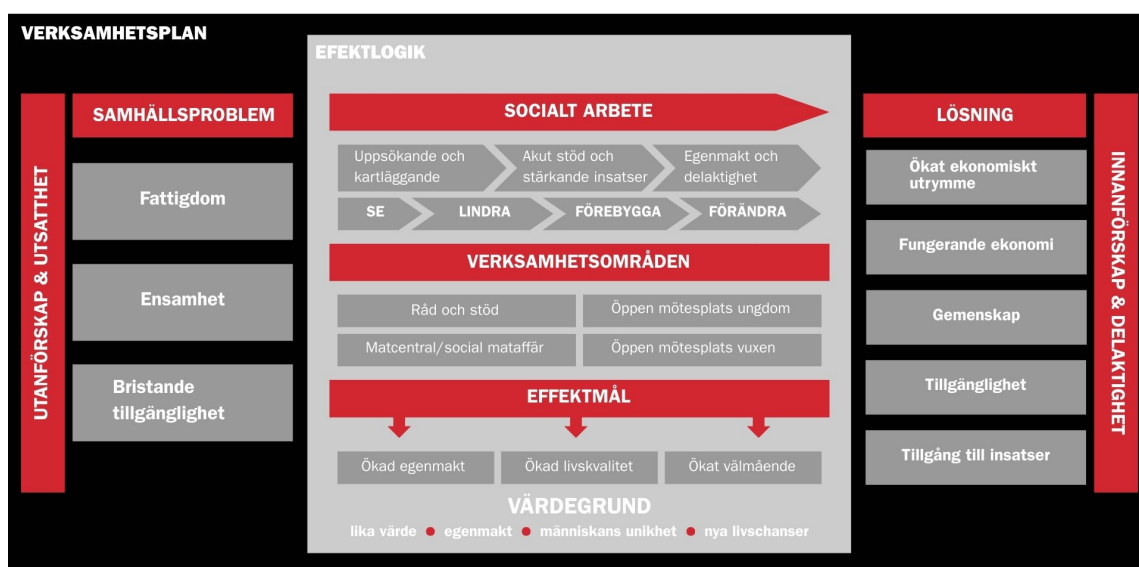 VERKSAMHETSPLAN
UTANFÖRSKAP & UTSATTHET
SAMHÄLLSPROBLEM
Fattigdom
Ensamhet
Bristande
tillgänglighet
EFEKTLOGIK
SOCIALT ARBETE
Uppsökande och
kartläggande
Akut stöd och
stärkande insatser
Egenmakt och
delaktighet
SE
LINDRA
FÖREBYGGA
FÖRÄNDRA
VERKSAMHETSOMRÅDEN
Råd och stöd
Öppen mötesplats ungdom
Matcentral/social mataffär
Öppen mötesplats vuxen
EFFEKTMÅL
Ökad egenmakt
Ökad livskvalitet
Ökat välmående
VÄRDEGRUND
lika värde ● egenmakt ● människans unikhet ● nya livschanser
LÖSNING
Ökat ekonomiskt
utrymme
Fungerande ekonomi
Gemenskap
Tillgänglighet
Tillgång till insatser
INNANFÖRSKAP & DELAKTIGHET